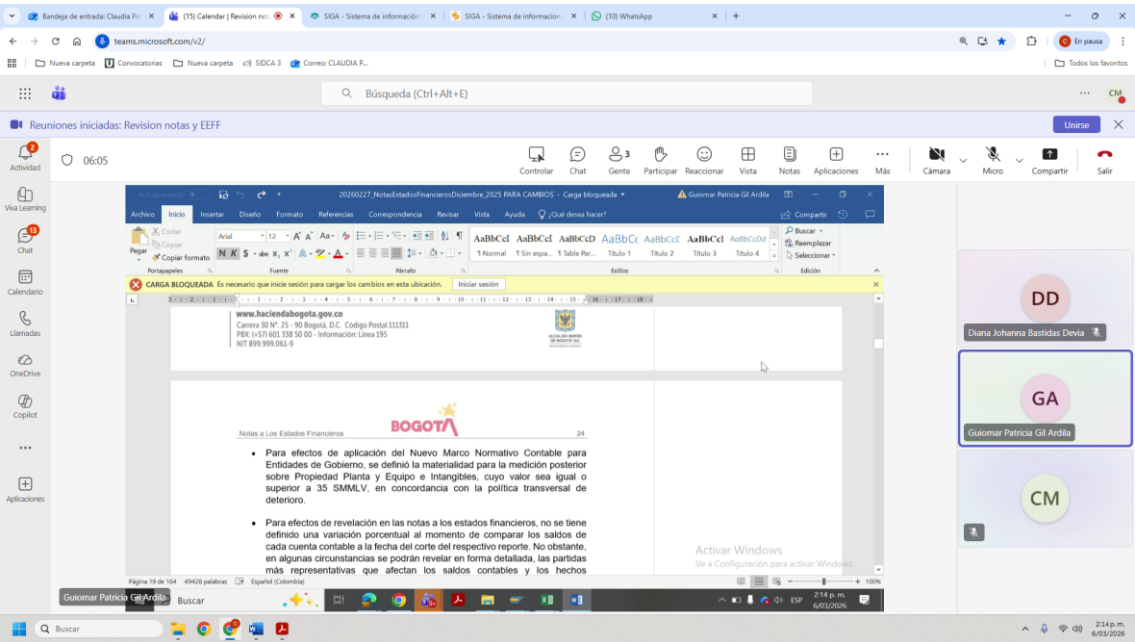 Bandeja de entrada: Claudia Pa
(15) Calendar | Revision not
SIGA - Sistema de información
SIGA - Sistema de informacion
(10) WhatsApp
teams.microsoft.com/v2/
C En pausa
Nueva carpeta
Convocatorias
Nueva carpeta
SIDCA 3
Correo: CLAUDIA P...
Todos los favoritos
Búsqueda (Ctrl+Alt+E)
CM
Reuniones iniciadas: Revision notas y EEFF
Unirse
06:05
Controlar
Chat
3
Gente
Participar
Reaccionar
Vista
Notas
Aplicaciones
Más
Cámara
Micro
Compartir
Salir
2
Actividad
Viva Learning
13
Chat
Calendario
Llamadas
OneDrive
Copilot
Aplicaciones
20260227_NotasEstadosFinancierosDiciembre_2025 PARA CAMBIOS - Carga bloqueada
Guiomar Patricia Gil Ardila
Archivo Inicio Insertar Diseño Formato Referencias Correspondencia Revisar Vista Ayuda ¿Qué desea hacer?
Compartir
Pegar
Cortar
Copiar
Copiar formato
Portapapeles
Arial 12
N K S abc
Fuente
Párrafo
AaBbCcI AaBbCcI AaBbCcD AaBbCc AaBbCcC AaBbCcI AaBbCcDd
¶ Normal ¶ Sin espa... ¶ Table Par... Título 1 Título 2 Título 3 Título 4
Estilos
Buscar
Reemplazar
Seleccionar
Edición
CARGA BLOQUEADA Es necesario que inicie sesión para cargar los cambios en esta ubicación.
Iniciar sesión
www.haciendabogota.gov.co
Carrera 30 N°. 25 - 90 Bogotá, D.C. Código Postal 111311
PBX: (+57) 601 338 50 00 - Información: Línea 195
NIT 899.999.061-9
BOGOTÁ
Notas a Los Estados Financieros
24
• Para efectos de aplicación del Nuevo Marco Normativo Contable para
Entidades de Gobierno, se definió la materialidad para la medición posterior
sobre Propiedad Planta y Equipo e Intangibles, cuyo valor sea igual o
superior a 35 SMMLV, en concordancia con la política transversal de
deterioro.
• Para efectos de revelación en las notas a los estados financieros, no se tiene
definido una variación porcentual al momento de comparar los saldos de
cada cuenta contable a la fecha del corte del respectivo reporte. No obstante,
en algunas circunstancias se podrán revelar en forma detallada, las partidas
más representativas que afectan los saldos contables y los hechos
Activar Windows
Ve a Configuración para activar Windows.
Página 19 de 164 49428 palabras Español (Colombia)
100%
Guiomar Patricia Gil Ardila
Buscar
ESP
2:14 p. m.
6/03/2026
DD
Diana Johanna Bastidas Devia
GA
Guiomar Patricia Gil Ardila
CM
Buscar
2:14 p. m.
6/03/2026